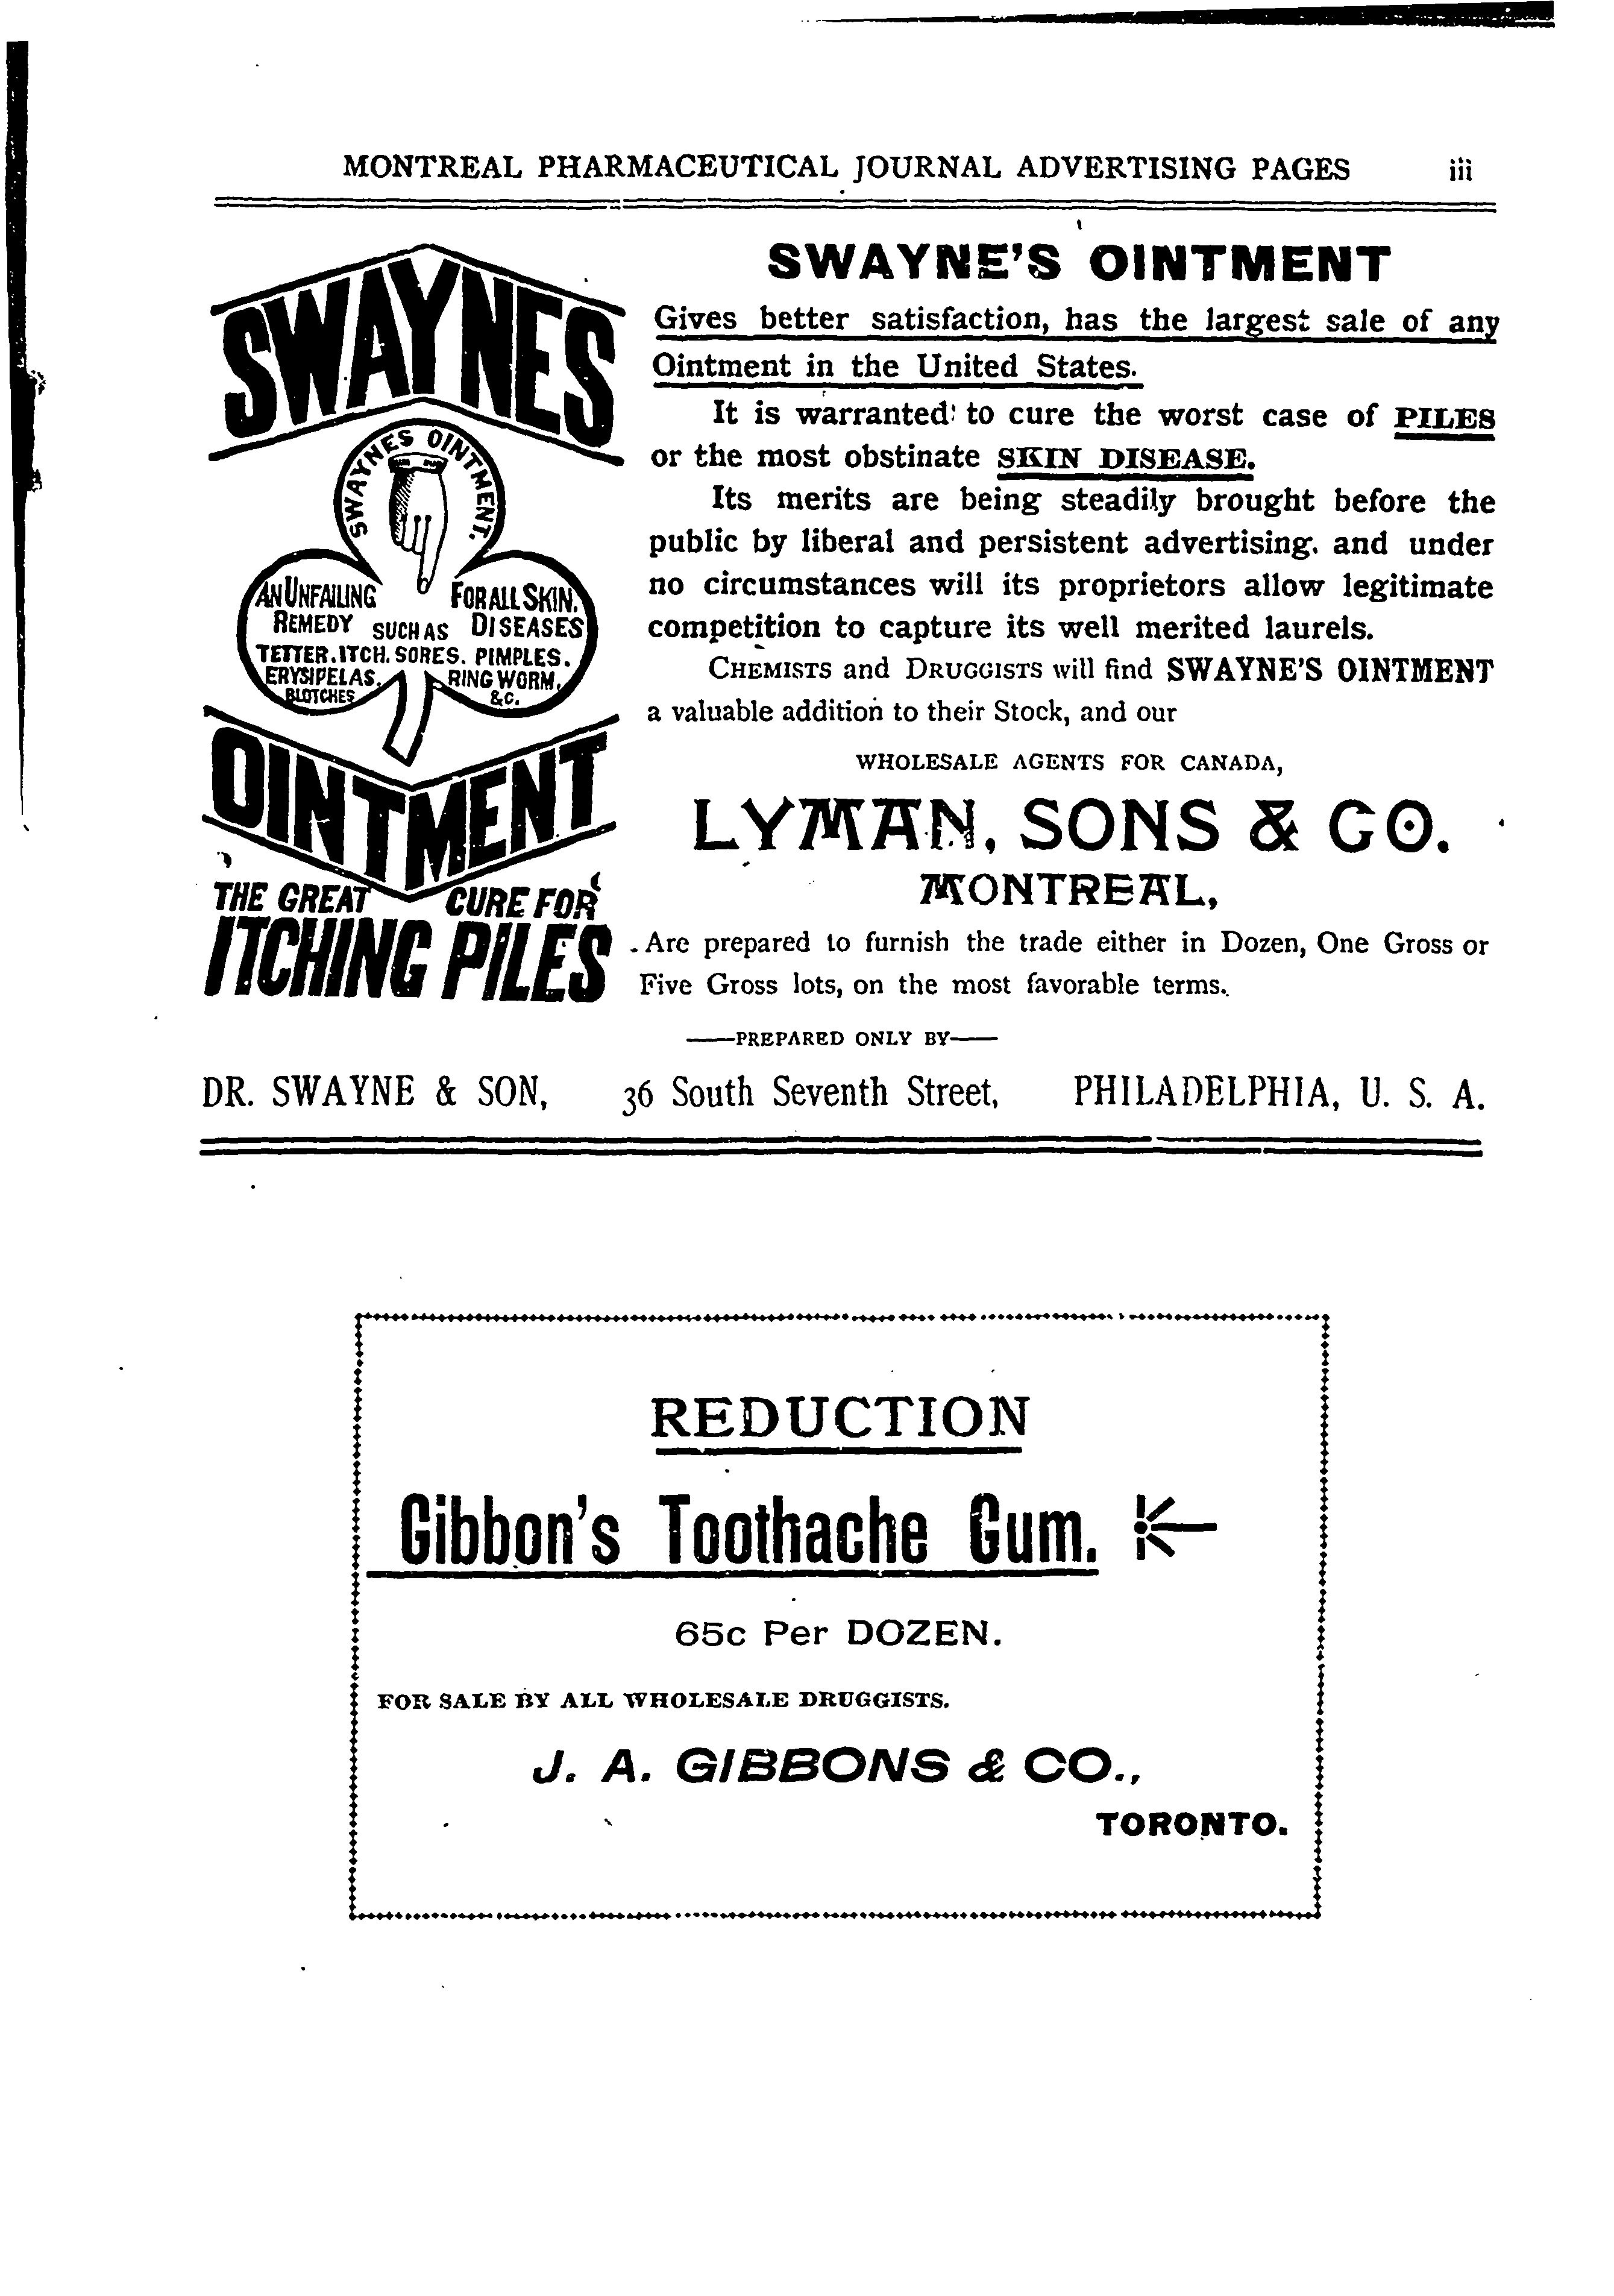 MONTREAL PHARMACEUTICAL JOURNAL ADVERTISING PAGES iii
SWAYNES
SWAYNES OINTMENT.
AN UNFAILING FOR ALL SKIN.
REMEDY SUCH AS DISEASES
TETTER. ITCH. SORES. PIMPLES.
ERYSIPELAS. RING WORM.
BLOTCHES &C.
OINTMENT
THE GREAT CURE FOR
ITCHING PILES
SWAYNE'S OINTMENT
Gives better satisfaction, has the largest sale of any
Ointment in the United States.
It is warranted to cure the worst case of PILES
or the most obstinate SKIN DISEASE.
Its merits are being steadily brought before the
public by liberal and persistent advertising, and under
no circumstances will its proprietors allow legitimate
competition to capture its well merited laurels.
CHEMISTS and DRUGGISTS will find SWAYNE'S OINTMENT
a valuable addition to their Stock, and our
WHOLESALE AGENTS FOR CANADA,
LYMAN, SONS & CO.
MONTREAL,
Are prepared to furnish the trade either in Dozen, One Gross or
Five Gross lots, on the most favorable terms.
——PREPARED ONLY BY——
DR. SWAYNE & SON, 36 South Seventh Street, PHILADELPHIA, U. S. A.
REDUCTION
Gibbon's Toothache Gum.
65c Per DOZEN.
FOR SALE BY ALL WHOLESALE DRUGGISTS.
J. A. GIBBONS & CO.,
TORONTO.